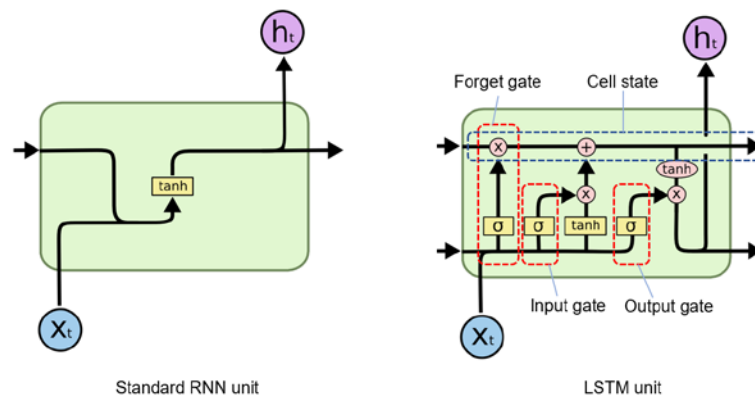 hₜ
tanh
Xₜ
Standard RNN unit
hₜ
Forget gate
Cell state
x
+
tanh
x
x
σ
σ
tanh
σ
Input gate
Output gate
Xₜ
LSTM unit